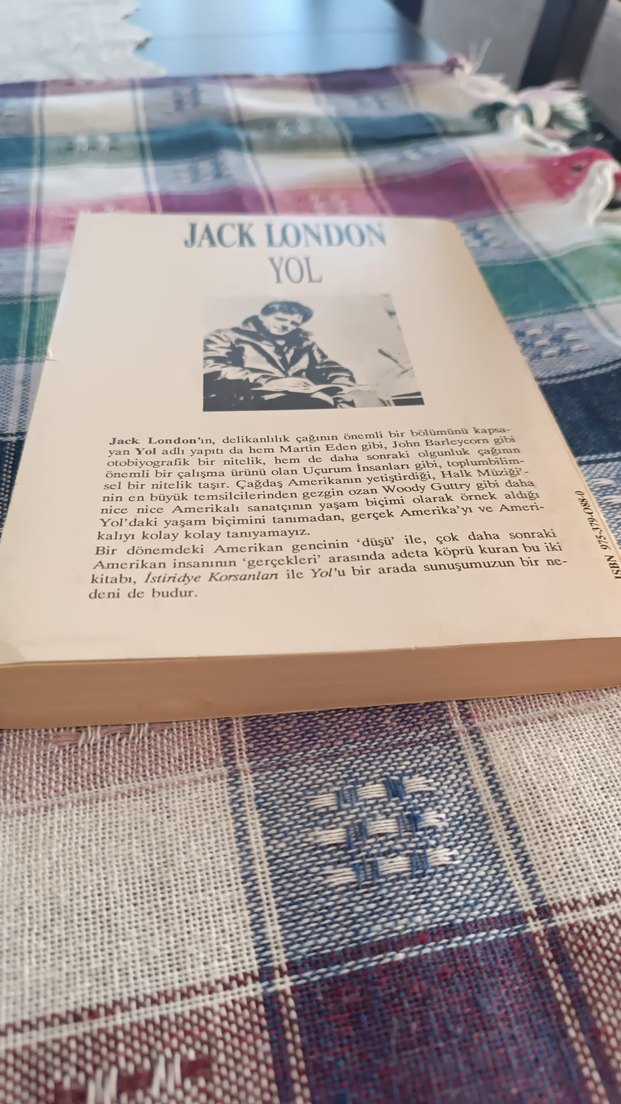 JACK LONDON
YOL
Jack London'ın, delikanlılık çağının önemli bir bölümünü kapsa-
yan Yol adlı yapıtı da hem Martin Eden gibi, John Barleycorn gibi
otobiyografik bir nitelik, hem de daha sonraki olgunluk çağının
önemli bir çalışma ürünü olan Uçurum İnsanları gibi, toplumbilim-
sel bir nitelik taşır. Çağdaş Amerikanın yetiştirdiği, Halk Müziği'-
nin en büyük temsilcilerinden gezgin ozan Woody Guttry gibi daha
nice nice Amerikalı sanatçının yaşam biçimi olarak örnek aldığı
Yol'daki yaşam biçimini tanımadan, gerçek Amerika'yı ve Ameri-
kalıyı kolay kolay tanıyamayız.
Bir dönemdeki Amerikan gencinin 'düşü' ile, çok daha sonraki
Amerikan insanının 'gerçekleri' arasında adeta köprü kuran bu iki
kitabı, İstiridye Korsanları ile Yol'u bir arada sunuşumuzun bir ne-
deni de budur.
ISBN